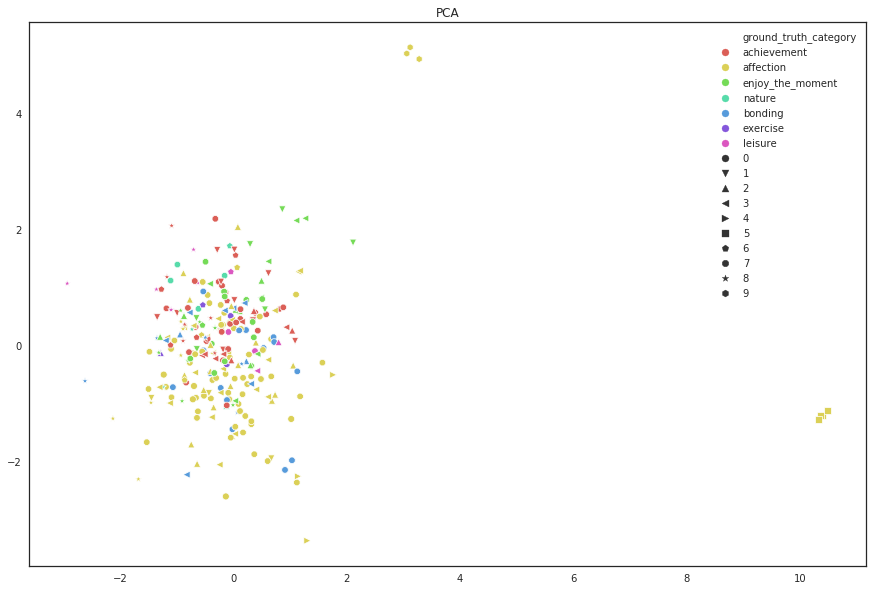 PCA
ground_truth_category
achievement
affection
enjoy_the_moment
nature
bonding
exercise
leisure
0
1
2
3
4
5
6
7
8
9
4
2
0
−2
−2
0
2
4
6
8
10